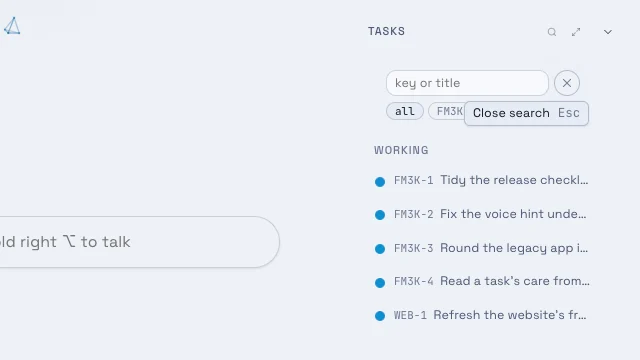 TASKS
key or title
all FM3K
Close search Esc
WORKING
FM3K-1 Tidy the release checkl…
FM3K-2 Fix the voice hint unde…
old right ⌥ to talk
FM3K-3 Round the legacy app i…
FM3K-4 Read a task's care from…
WEB-1 Refresh the website's fr…